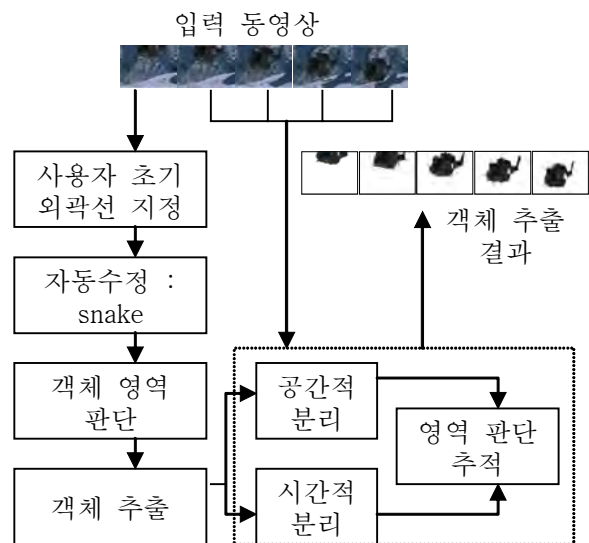 입력 동영상
사용자 초기
외곽선 지정
자동수정 :
snake
객체 영역
판단
객체 추출
공간적
분리
시간적
분리
영역 판단
추적
객체 추출
결과